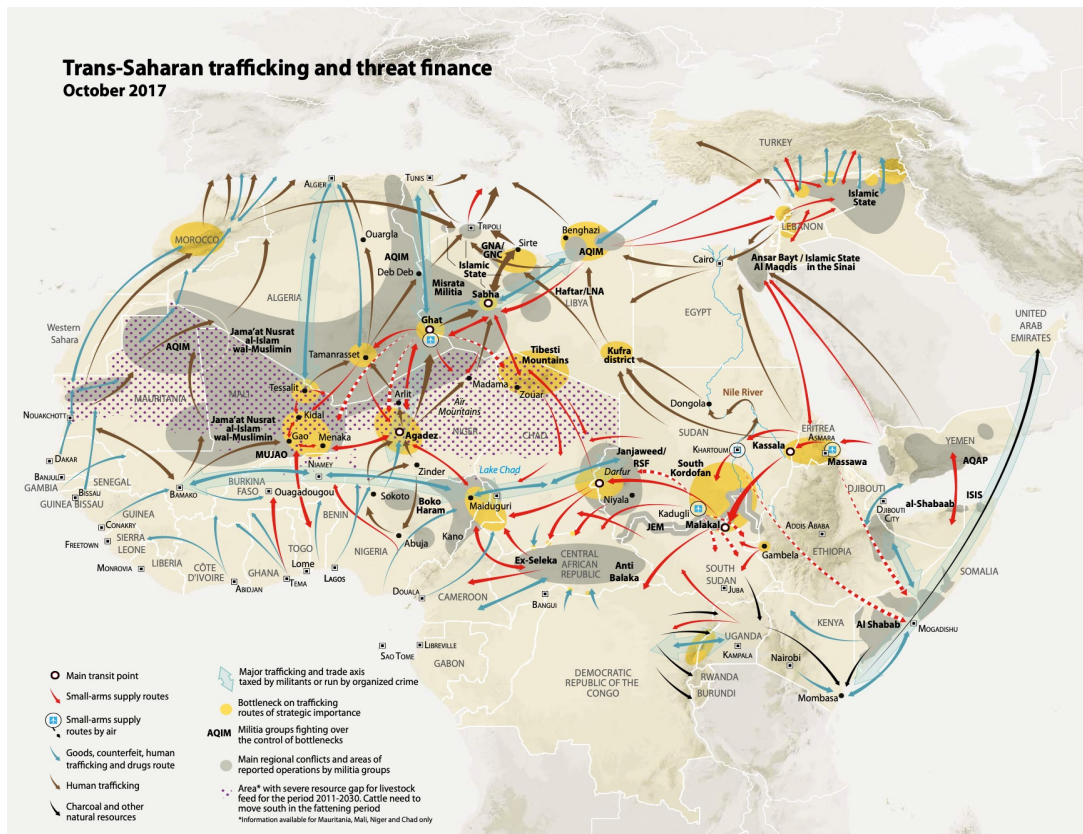 Trans-Saharan trafficking and threat finance
October 2017
TURKEY
Islamic
State
LEBANON
ALGIER
TUNIS
MOROCCO
Ouargla
TRIPOLI
GNA/
GNC
Sirte
Benghazi
AQIM
AQIM
Deb Deb
Islamic
State
Misrata
Militia
Sabha
Haftar/LNA
LIBYA
Cairo
Ansar Bayt / Islamic State
Al Maqdis in the Sinai
ALGERIA
EGYPT
UNITED
ARAB
EMIRATES
Western
Sahara
AQIM
Jama'at Nusrat
al-Islam
wal-Muslimin
Ghat
Tamanrasset
Tibesti
Mountains
Kufra
district
Madama
Zouar
Tessalit
MALI
MAURITANIA
NOUAKCHOTT
Arlit
Aïr
Mountains
Nile River
Dongola
Kidal
Jama'at Nusrat
al-Islam
wal-Muslimin
Gao
Menaka
MUJAO
Agadez
NIGER
CHAD
SUDAN
KHARTOUM
Kassala
ERITREA
ASMARA
Massawa
YEMEN
AQAP
DAKAR
BANJUL
GAMBIA
SENEGAL
BISSAU
GUINEA BISSAU
BAMAKO
NIAMEY
BURKINA
FASO
Ouagadougou
Zinder
Lake Chad
Sokoto
Boko
Haram
Maiduguri
Janjaweed/
RSF
Darfur
Niyala
South
Kordofan
Kadugli
JEM
Malakal
DJIBOUTI
DJIBOUTI
CITY
al-Shabaab
ISIS
GUINEA
CONAKRY
SIERRA
LEONE
FREETOWN
BENIN
NIGERIA
Abuja
Kano
ADDIS ABABA
ETHIOPIA
Gambela
MONROVIA
LIBERIA
CÔTE
D'IVOIRE
GHANA
TOGO
Lome
TEMA
ABIDJAN
LAGOS
DOUALA
CAMEROON
Ex-Seleka
CENTRAL
AFRICAN
REPUBLIC
Anti
Balaka
BANGUI
SOUTH
SUDAN
JUBA
SOMALIA
KENYA
Al Shabab
MOGADISHU
SAO TOME
LIBREVILLE
GABON
DEMOCRATIC
REPUBLIC OF THE
CONGO
UGANDA
KAMPALA
RWANDA
BURUNDI
Nairobi
Mombasa
Main transit point
Small-arms supply routes
Small-arms supply
routes by air
Goods, counterfeit, human
trafficking and drugs route
Human trafficking
Charcoal and other
natural resources
Major trafficking and trade axis
taxed by militants or run by organized crime
Bottleneck on trafficking
routes of strategic importance
AQIM
Militia groups fighting over
the control of bottlenecks
Main regional conflicts and areas of
reported operations by militia groups
Area* with severe resource gap for livestock
feed for the period 2011-2030. Cattle need to
move south in the fattening period
*Information available for Mauritania, Mali, Niger and Chad only